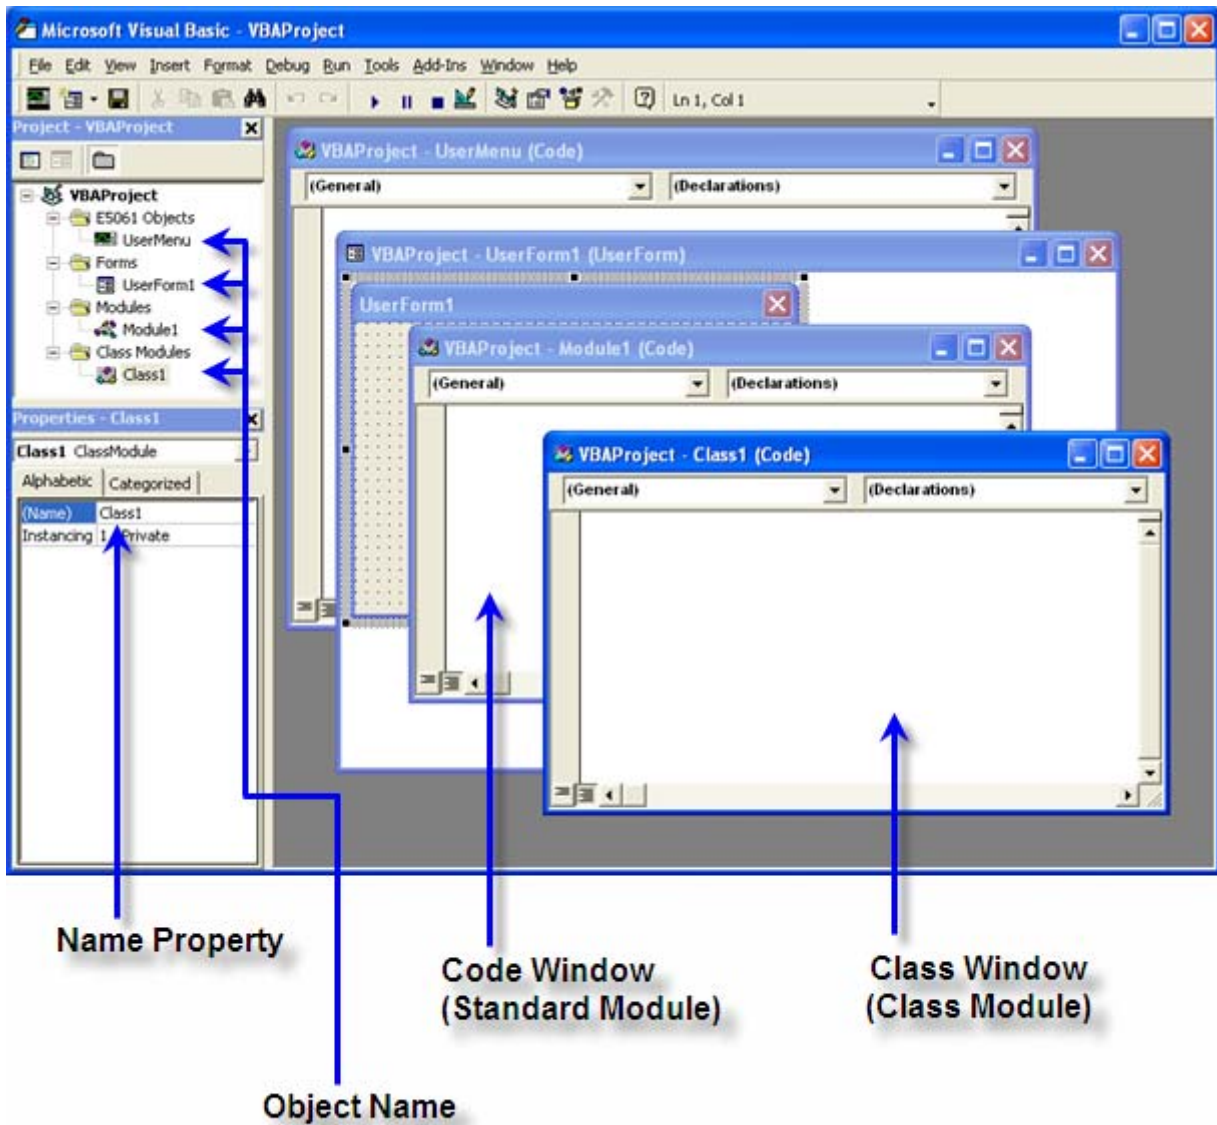 Microsoft Visual Basic - VBAProject
File Edit View Insert Format Debug Run Tools Add-Ins Window Help
Ln 1, Col 1
Project - VBAProject
VBAProject
E5061 Objects
UserMenu
Forms
UserForm1
Modules
Module1
Class Modules
Class1
Properties - Class1
Class1 ClassModule
Alphabetic Categorized
(Name) Class1
Instancing 1 - Private
VBAProject - UserMenu (Code)
(General) (Declarations)
VBAProject - UserForm1 (UserForm)
UserForm1
VBAProject - Module1 (Code)
(General) (Declarations)
VBAProject - Class1 (Code)
(General) (Declarations)
Name Property
Code Window
(Standard Module)
Class Window
(Class Module)
Object Name